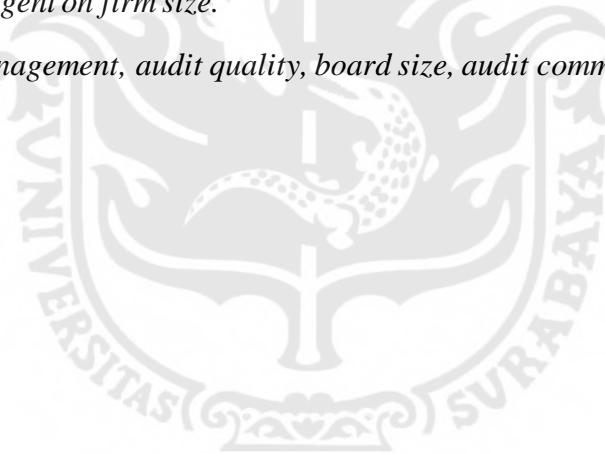 gent on firm size.
nagement, audit quality, board size, audit comm
UNIVERSITAS SURABAYA